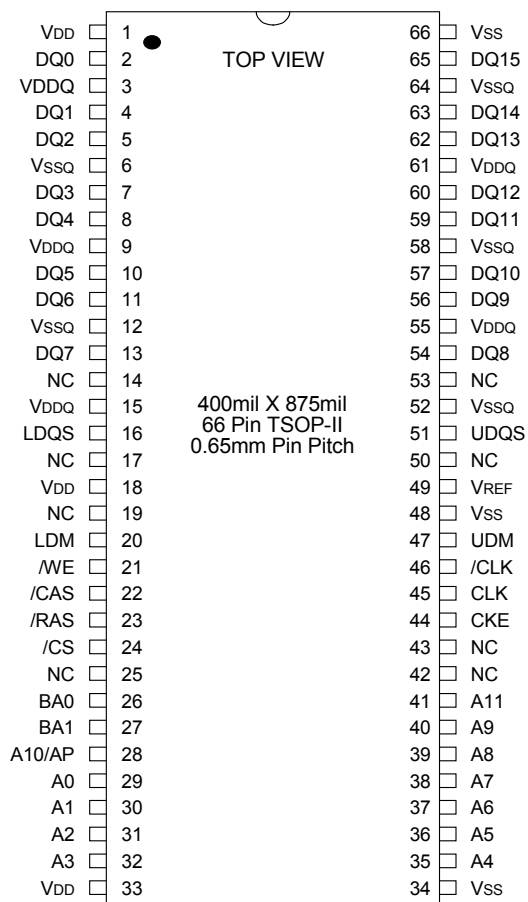 VDD 1 66 VSS
DQ0 2 TOP VIEW 65 DQ15
VDDQ 3 64 VSSQ
DQ1 4 63 DQ14
DQ2 5 62 DQ13
VSSQ 6 61 VDDQ
DQ3 7 60 DQ12
DQ4 8 59 DQ11
VDDQ 9 58 VSSQ
DQ5 10 57 DQ10
DQ6 11 56 DQ9
VSSQ 12 55 VDDQ
DQ7 13 54 DQ8
NC 14 53 NC
VDDQ 15 400mil X 875mil 52 VSSQ
LDQS 16 66 Pin TSOP-II 51 UDQS
NC 17 0.65mm Pin Pitch 50 NC
VDD 18 49 VREF
NC 19 48 VSS
LDM 20 47 UDM
/WE 21 46 /CLK
/CAS 22 45 CLK
/RAS 23 44 CKE
/CS 24 43 NC
NC 25 42 NC
BA0 26 41 A11
BA1 27 40 A9
A10/AP 28 39 A8
A0 29 38 A7
A1 30 37 A6
A2 31 36 A5
A3 32 35 A4
VDD 33 34 VSS